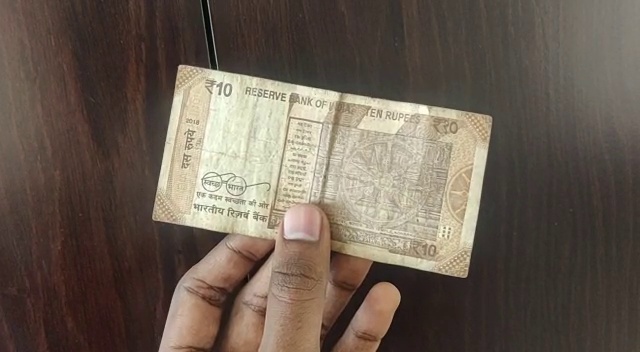 ₹10
RESERVE BANK OF INDIA TEN RUPEES
₹10
2018
दस रुपये
स्वच्छ भारत
एक कदम स्वच्छता की ओर
भारतीय रिज़र्व बैंक
₹10